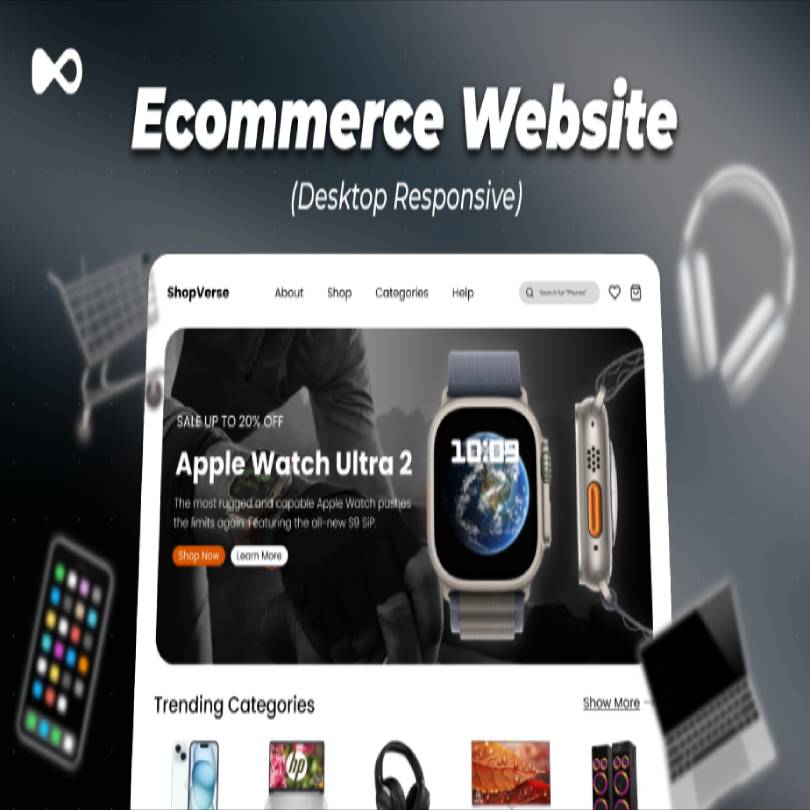 Ecommerce Website
(Desktop Responsive)
ShopVerse About Shop Categories Help Search for "Phones"
SALE UP TO 20% OFF
Apple Watch Ultra 2
10:09
The most rugged and capable Apple Watch pushes
the limits again. Featuring the all-new S9 SiP.
Shop Now Learn More
Trending Categories Show More
hp